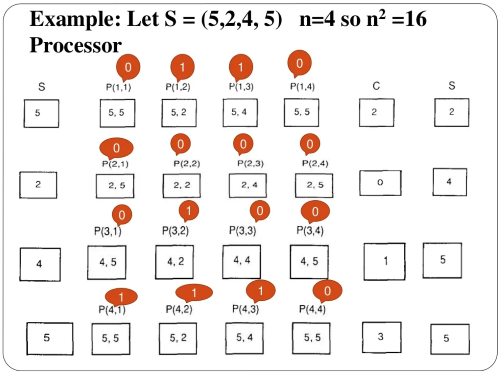 Example: Let S = (5,2,4, 5) n=4 so n² =16
Processor
0 1 1 0
S P(1,1) P(1,2) P(1,3) P(1,4) C S
5 5, 5 5, 2 5, 4 5, 5 2 2
0 0 0 0
P(2,1) P(2,2) P(2,3) P(2,4)
2 2, 5 2, 2 2, 4 2, 5 0 4
0 1 0 0
P(3,1) P(3,2) P(3,3) P(3,4)
4 4, 5 4, 2 4, 4 4, 5 1 5
1 1 1 0
P(4,1) P(4,2) P(4,3) P(4,4)
5 5, 5 5, 2 5, 4 5, 5 3 5